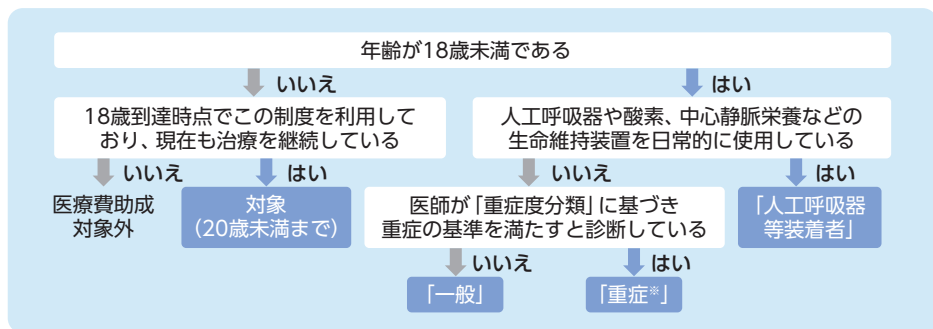 年齢が18歳未満である
いいえ
はい
18歳到達時点でこの制度を利用して
おり、現在も治療を継続している
人工呼吸器や酸素、中心静脈栄養などの
生命維持装置を日常的に使用している
いいえ
はい
いいえ
はい
医療費助成
対象外
対象
（20歳未満まで）
医師が「重症度分類」に基づき
重症の基準を満たすと診断している
「人工呼吸器
等装着者」
いいえ
はい
「一般」
「重症※」